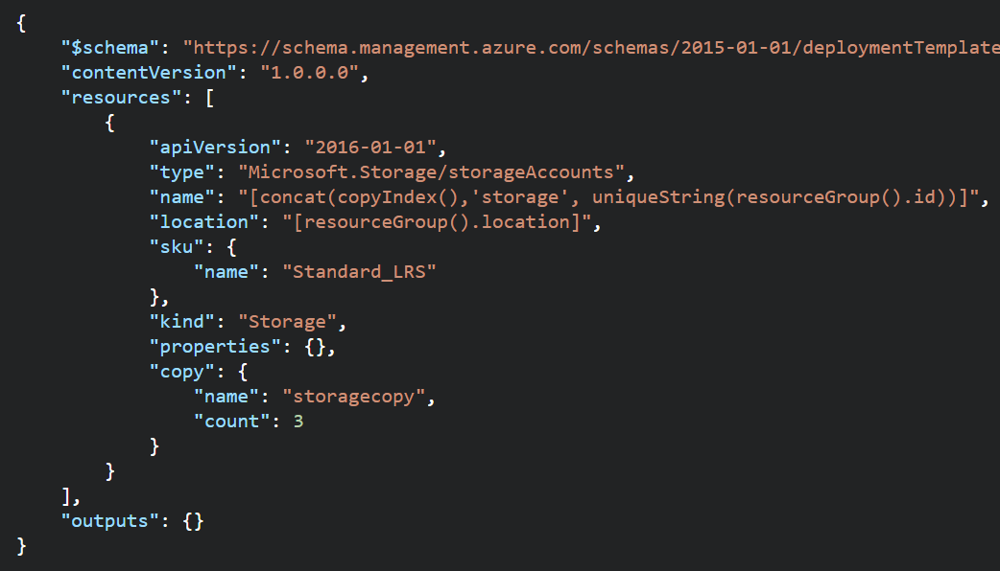 {
    "$schema": "https://schema.management.azure.com/schemas/2015-01-01/deploymentTemplate
    "contentVersion": "1.0.0.0",
    "resources": [
        {
            "apiVersion": "2016-01-01",
            "type": "Microsoft.Storage/storageAccounts",
            "name": "[concat(copyIndex(),'storage', uniqueString(resourceGroup().id))]",
            "location": "[resourceGroup().location]",
            "sku": {
                "name": "Standard_LRS"
            },
            "kind": "Storage",
            "properties": {},
            "copy": {
                "name": "storagecopy",
                "count": 3
            }
        }
    ],
    "outputs": {}
}